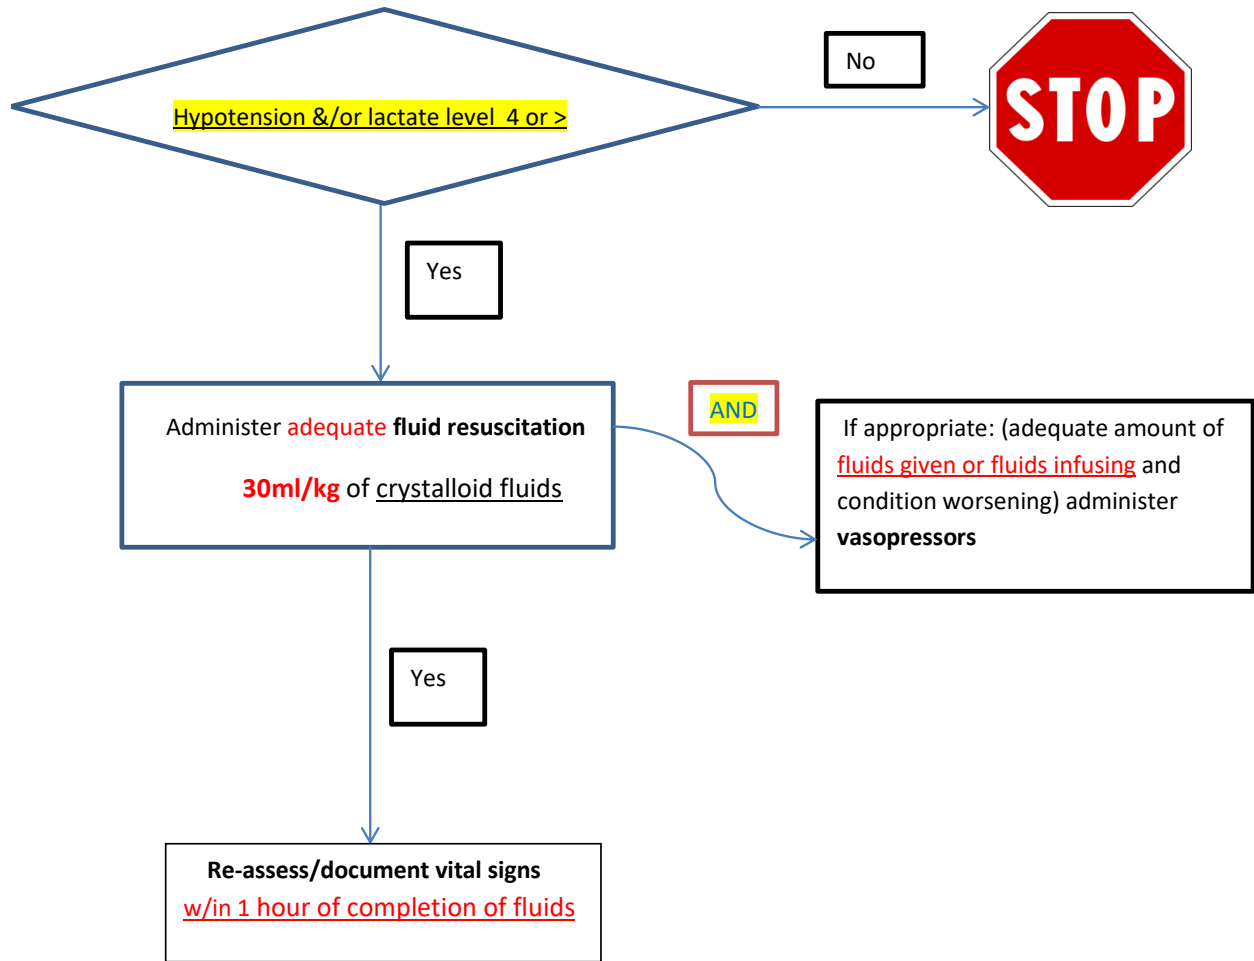 Hypotension &/or lactate level 4 or >
No
STOP
Yes
Administer adequate fluid resuscitation
30ml/kg of crystalloid fluids
AND
If appropriate: (adequate amount of
fluids given or fluids infusing and
condition worsening) administer
vasopressors
Yes
Re-assess/document vital signs
w/in 1 hour of completion of fluids